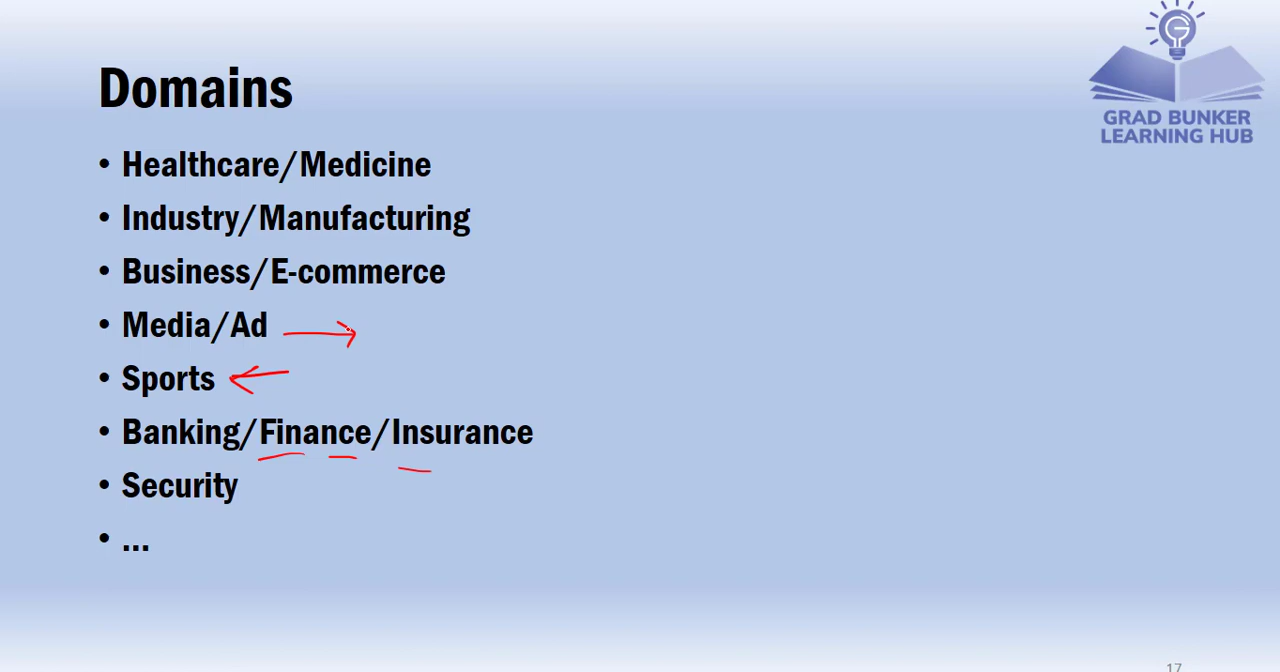 Domains
• Healthcare/Medicine
• Industry/Manufacturing
• Business/E-commerce
• Media/Ad
• Sports
• Banking/Finance/Insurance
• Security
• ...
GRAD BUNKER
LEARNING HUB
17